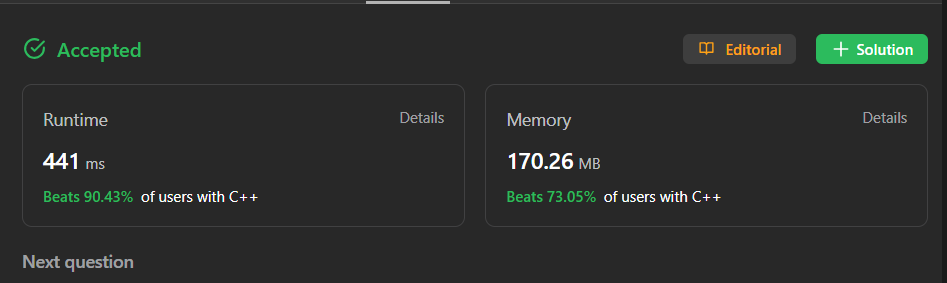 Accepted
Editorial
Solution
Runtime
Details
441 ms
Beats 90.43% of users with C++
Memory
Details
170.26 MB
Beats 73.05% of users with C++
Next question